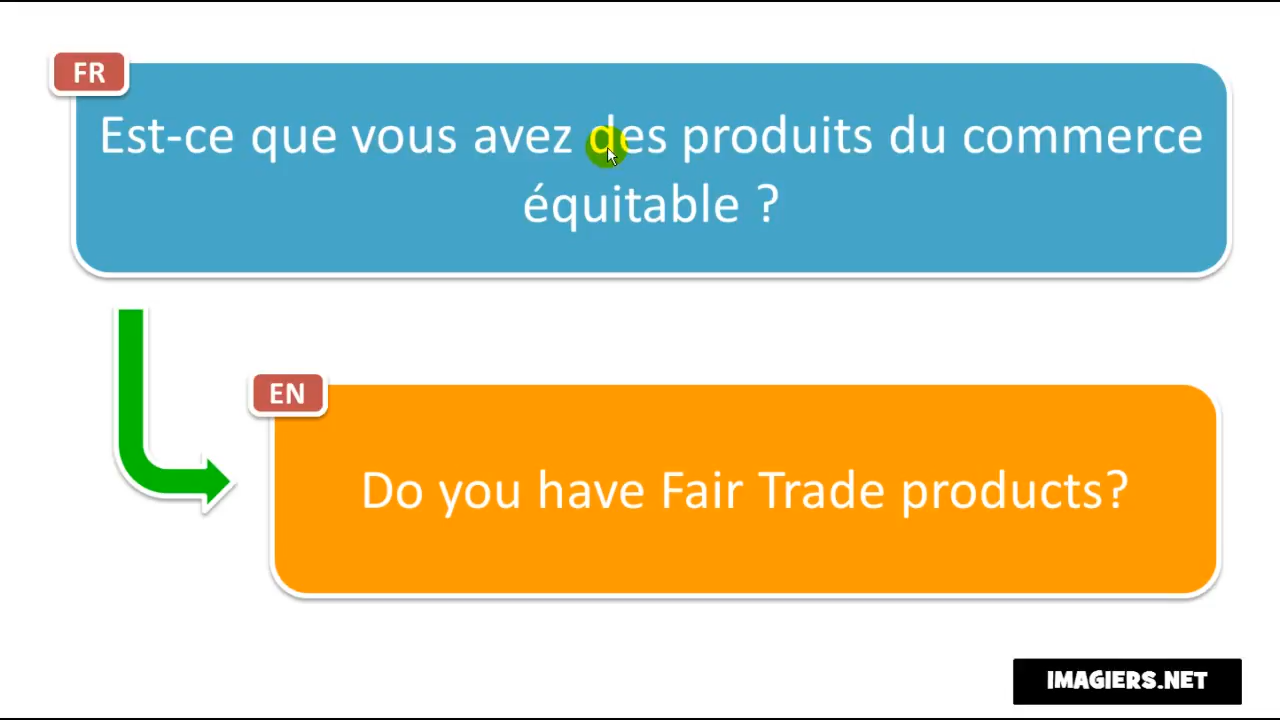 FR
Est-ce que vous avez des produits du commerce
équitable ?
EN
Do you have Fair Trade products?
IMAGIERS.NET